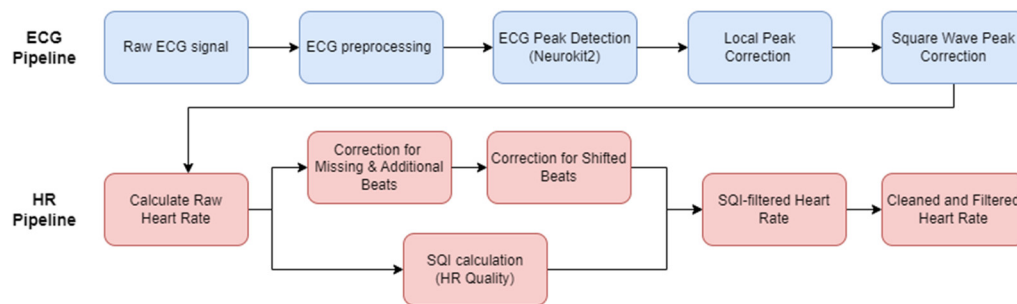 ECG
Pipeline
Raw ECG signal
ECG preprocessing
ECG Peak Detection
(Neurokit2)
Local Peak
Correction
Square Wave Peak
Correction
HR
Pipeline
Calculate Raw
Heart Rate
Correction for
Missing & Additional
Beats
Correction for Shifted
Beats
SQI calculation
(HR Quality)
SQI-filtered Heart
Rate
Cleaned and Filtered
Heart Rate